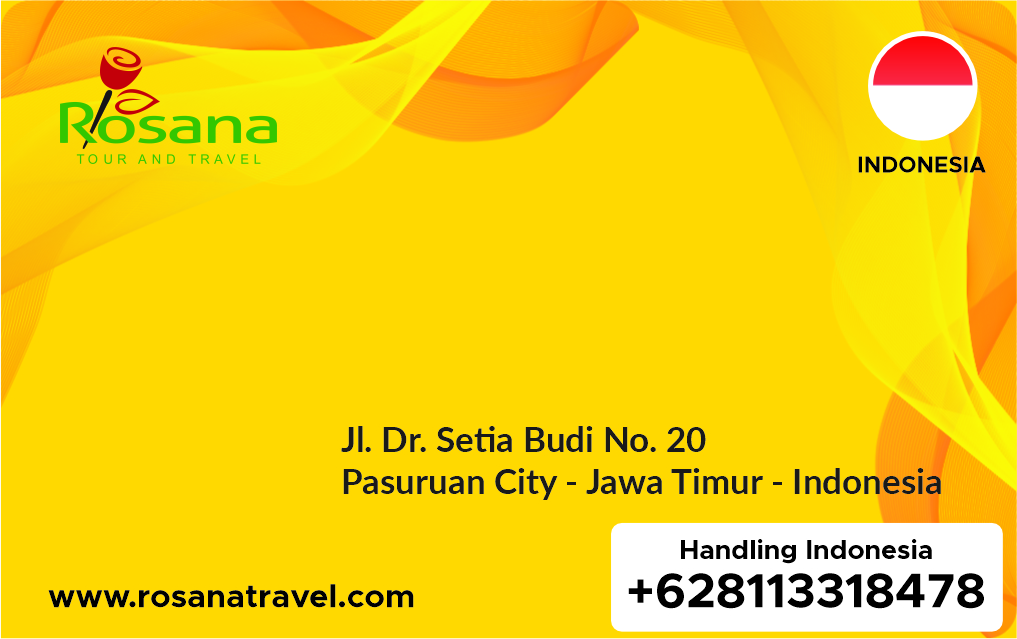 Rosana
TOUR AND TRAVEL
INDONESIA
Jl. Dr. Setia Budi No. 20
Pasuruan City - Jawa Timur - Indonesia
Handling Indonesia
+628113318478
www.rosanatravel.com